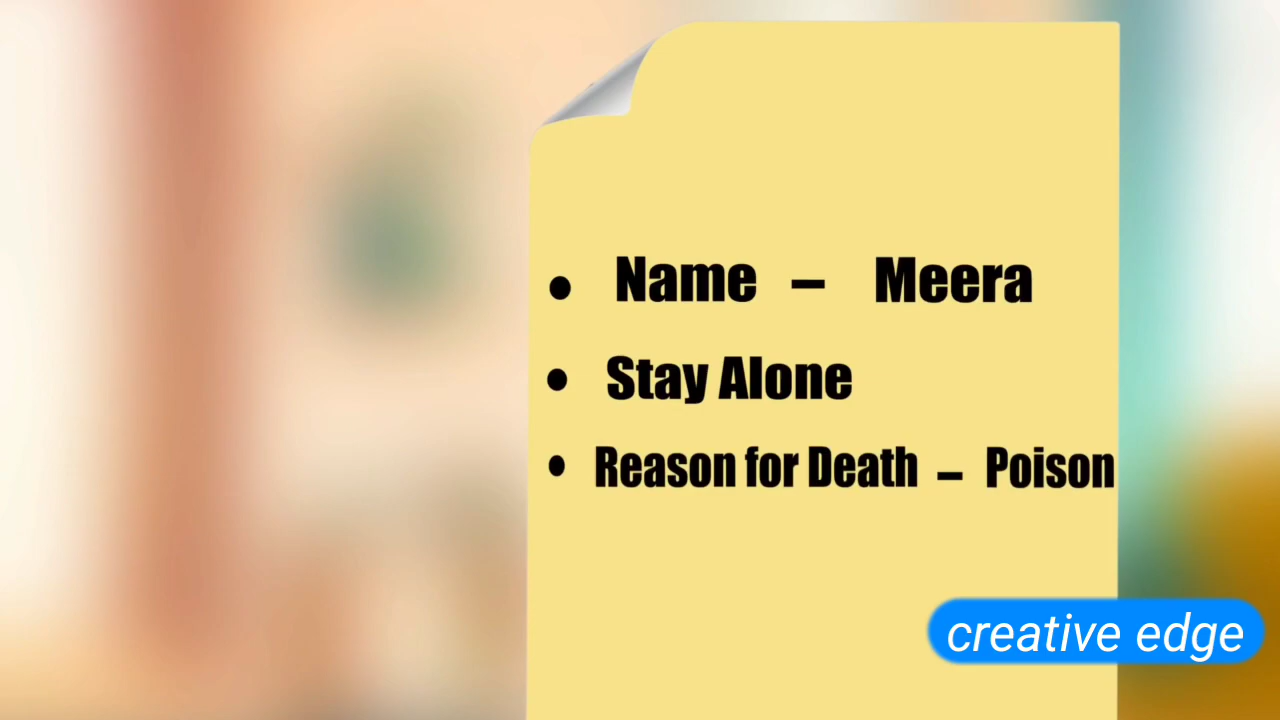 • Name – Meera
• Stay Alone
• Reason for Death – Poison
creative edge